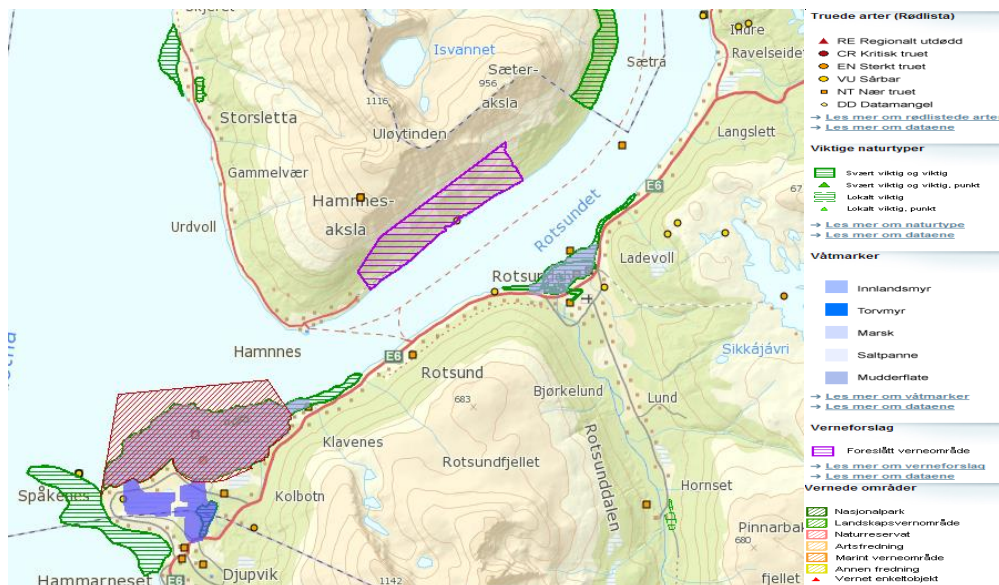 Skjeret
Isvannet
Sæter-
aksla
956
1116
Storsletta
Uløytinden
Gammelvær
Hamnnes-
aksla
Urdvoll
Sætra
Indre
Ravelseidet
Langslett
E6
67
Rotsundet
Ladevoll
Rotsun
Sikkåjávri
Hamnnes
E6
Rotsund
683
Bjørkelund
Lund
Klavenes
Rotsundfjellet
Rotsunddalen
Hornset
Spåkenes
Kolbotn
Pinnarbak
680
Hammarneset
E6
Djupvik
1142
fjellet
Truede arter (Rødlista)
RE Regionalt utdødd
CR Kritisk truet
EN Sterkt truet
VU Sårbar
NT Nær truet
DD Datamangel
→ Les mer om rødlistede arter
→ Les mer om dataene
Viktige naturtyper
Svært viktig og viktig
Svært viktig og viktig, punkt
Lokalt viktig
Lokalt viktig, punkt
→ Les mer om naturtype
→ Les mer om dataene
Våtmarker
Innlandsmyr
Torvmyr
Marsk
Saltpanne
Mudderflate
→ Les mer om våtmarker
→ Les mer om dataene
Verneforslag
Foreslått verneområde
→ Les mer om verneforslag
→ Les mer om dataene
Vernede områder
Nasjonalpark
Landskapsvernområde
Naturreservat
Artsfredning
Marint verneområde
Annen fredning
Vernet enkeltobjekt